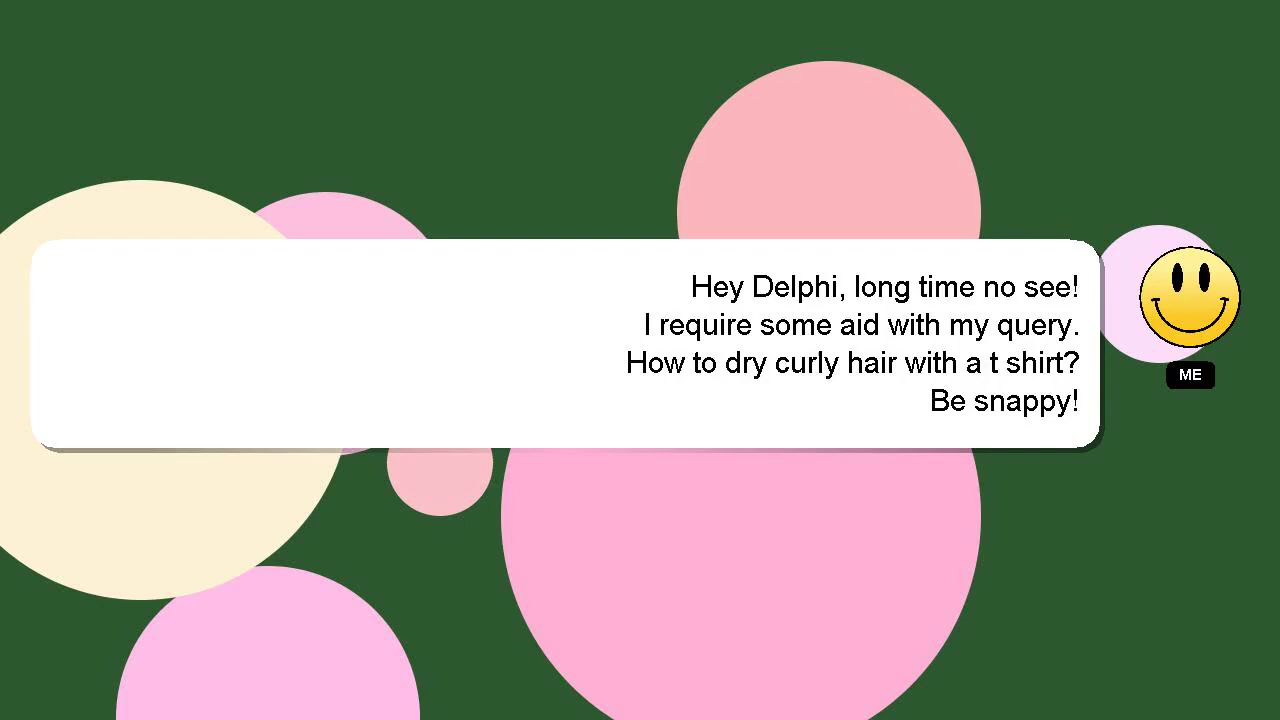 Hey Delphi, long time no see!
I require some aid with my query.
How to dry curly hair with a t shirt?
Be snappy!
ME